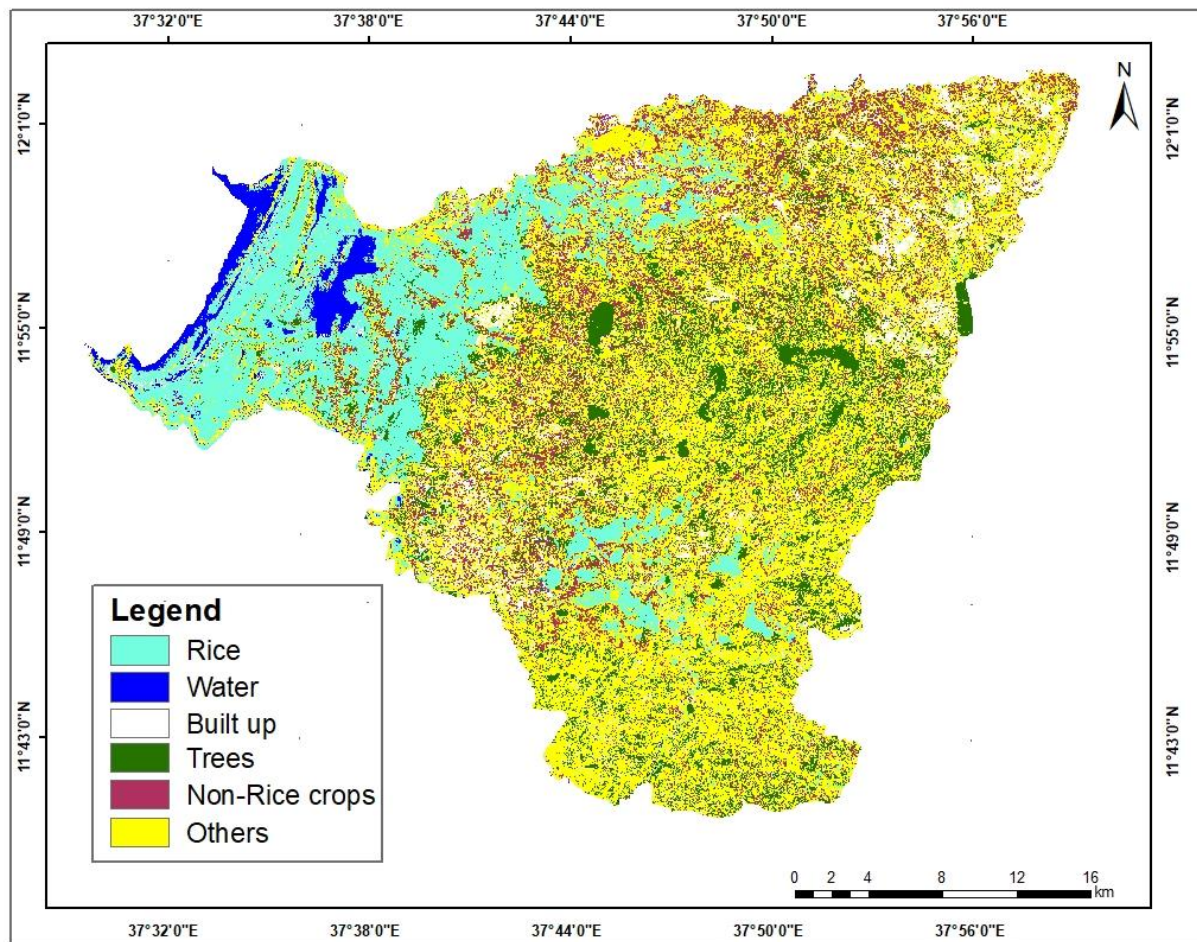 37°32'0"E 37°38'0"E 37°44'0"E 37°50'0"E 37°56'0"E
N
12°1'0"N 12°1'0"N
11°55'0"N 11°55'0"N
11°49'0"N 11°49'0"N
11°43'0"N 11°43'0"N
Legend
Rice
Water
Built up
Trees
Non-Rice crops
Others
0 2 4 8 12 16
km
37°32'0"E 37°38'0"E 37°44'0"E 37°50'0"E 37°56'0"E